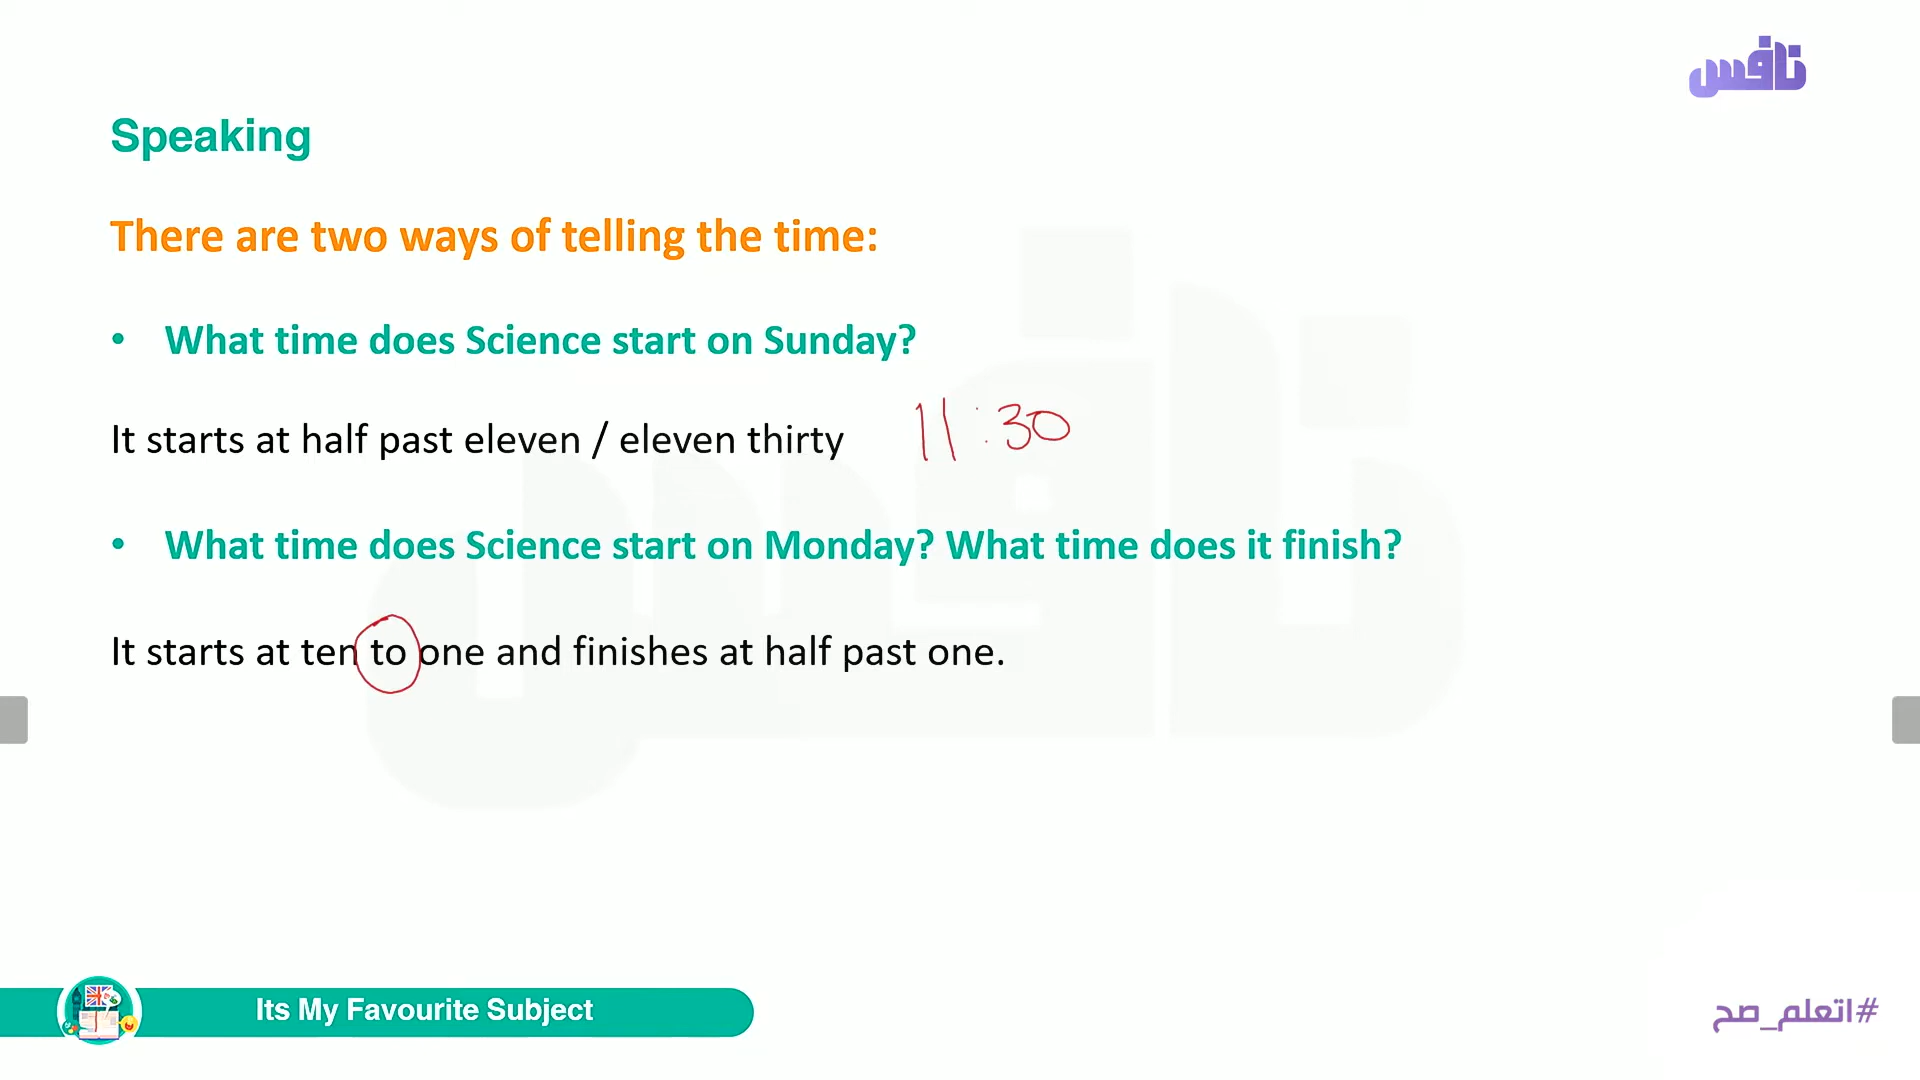 نافس
Speaking
There are two ways of telling the time:
• What time does Science start on Sunday?
It starts at half past eleven / eleven thirty 11:30
• What time does Science start on Monday? What time does it finish?
It starts at ten to one and finishes at half past one.
Its My Favourite Subject
#اتعلم_صح